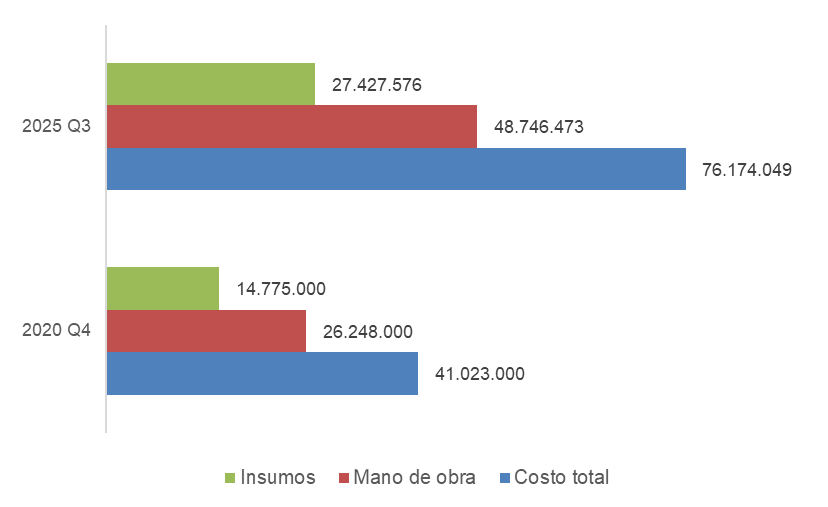 27.427.576
2025 Q3
48.746.473
76.174.049
14.775.000
2020 Q4
26.248.000
41.023.000
Insumos Mano de obra Costo total